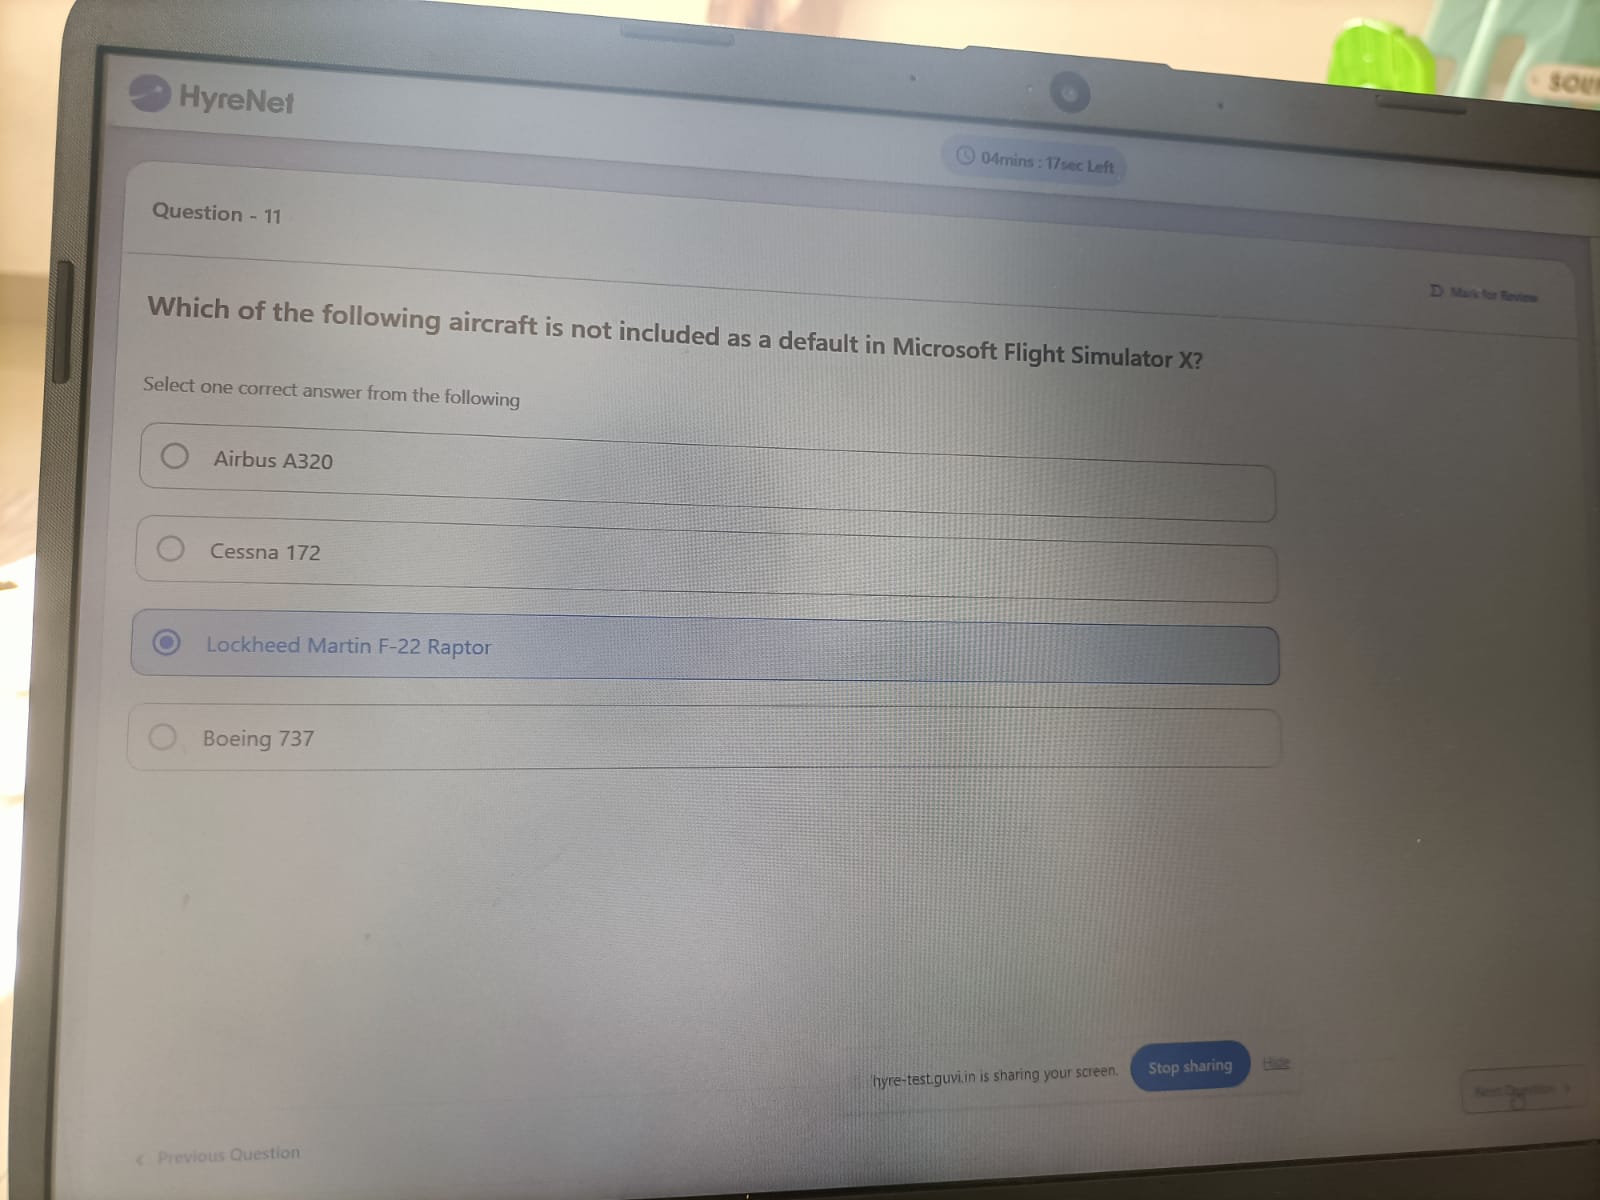 HyreNet
04mins : 17sec Left
Question - 11
Mark for Review
Which of the following aircraft is not included as a default in Microsoft Flight Simulator X?
Select one correct answer from the following
Airbus A320
Cessna 172
Lockheed Martin F-22 Raptor
Boeing 737
hyre-test.guvi.in is sharing your screen.
Stop sharing
Hide
Next Question
Previous Question